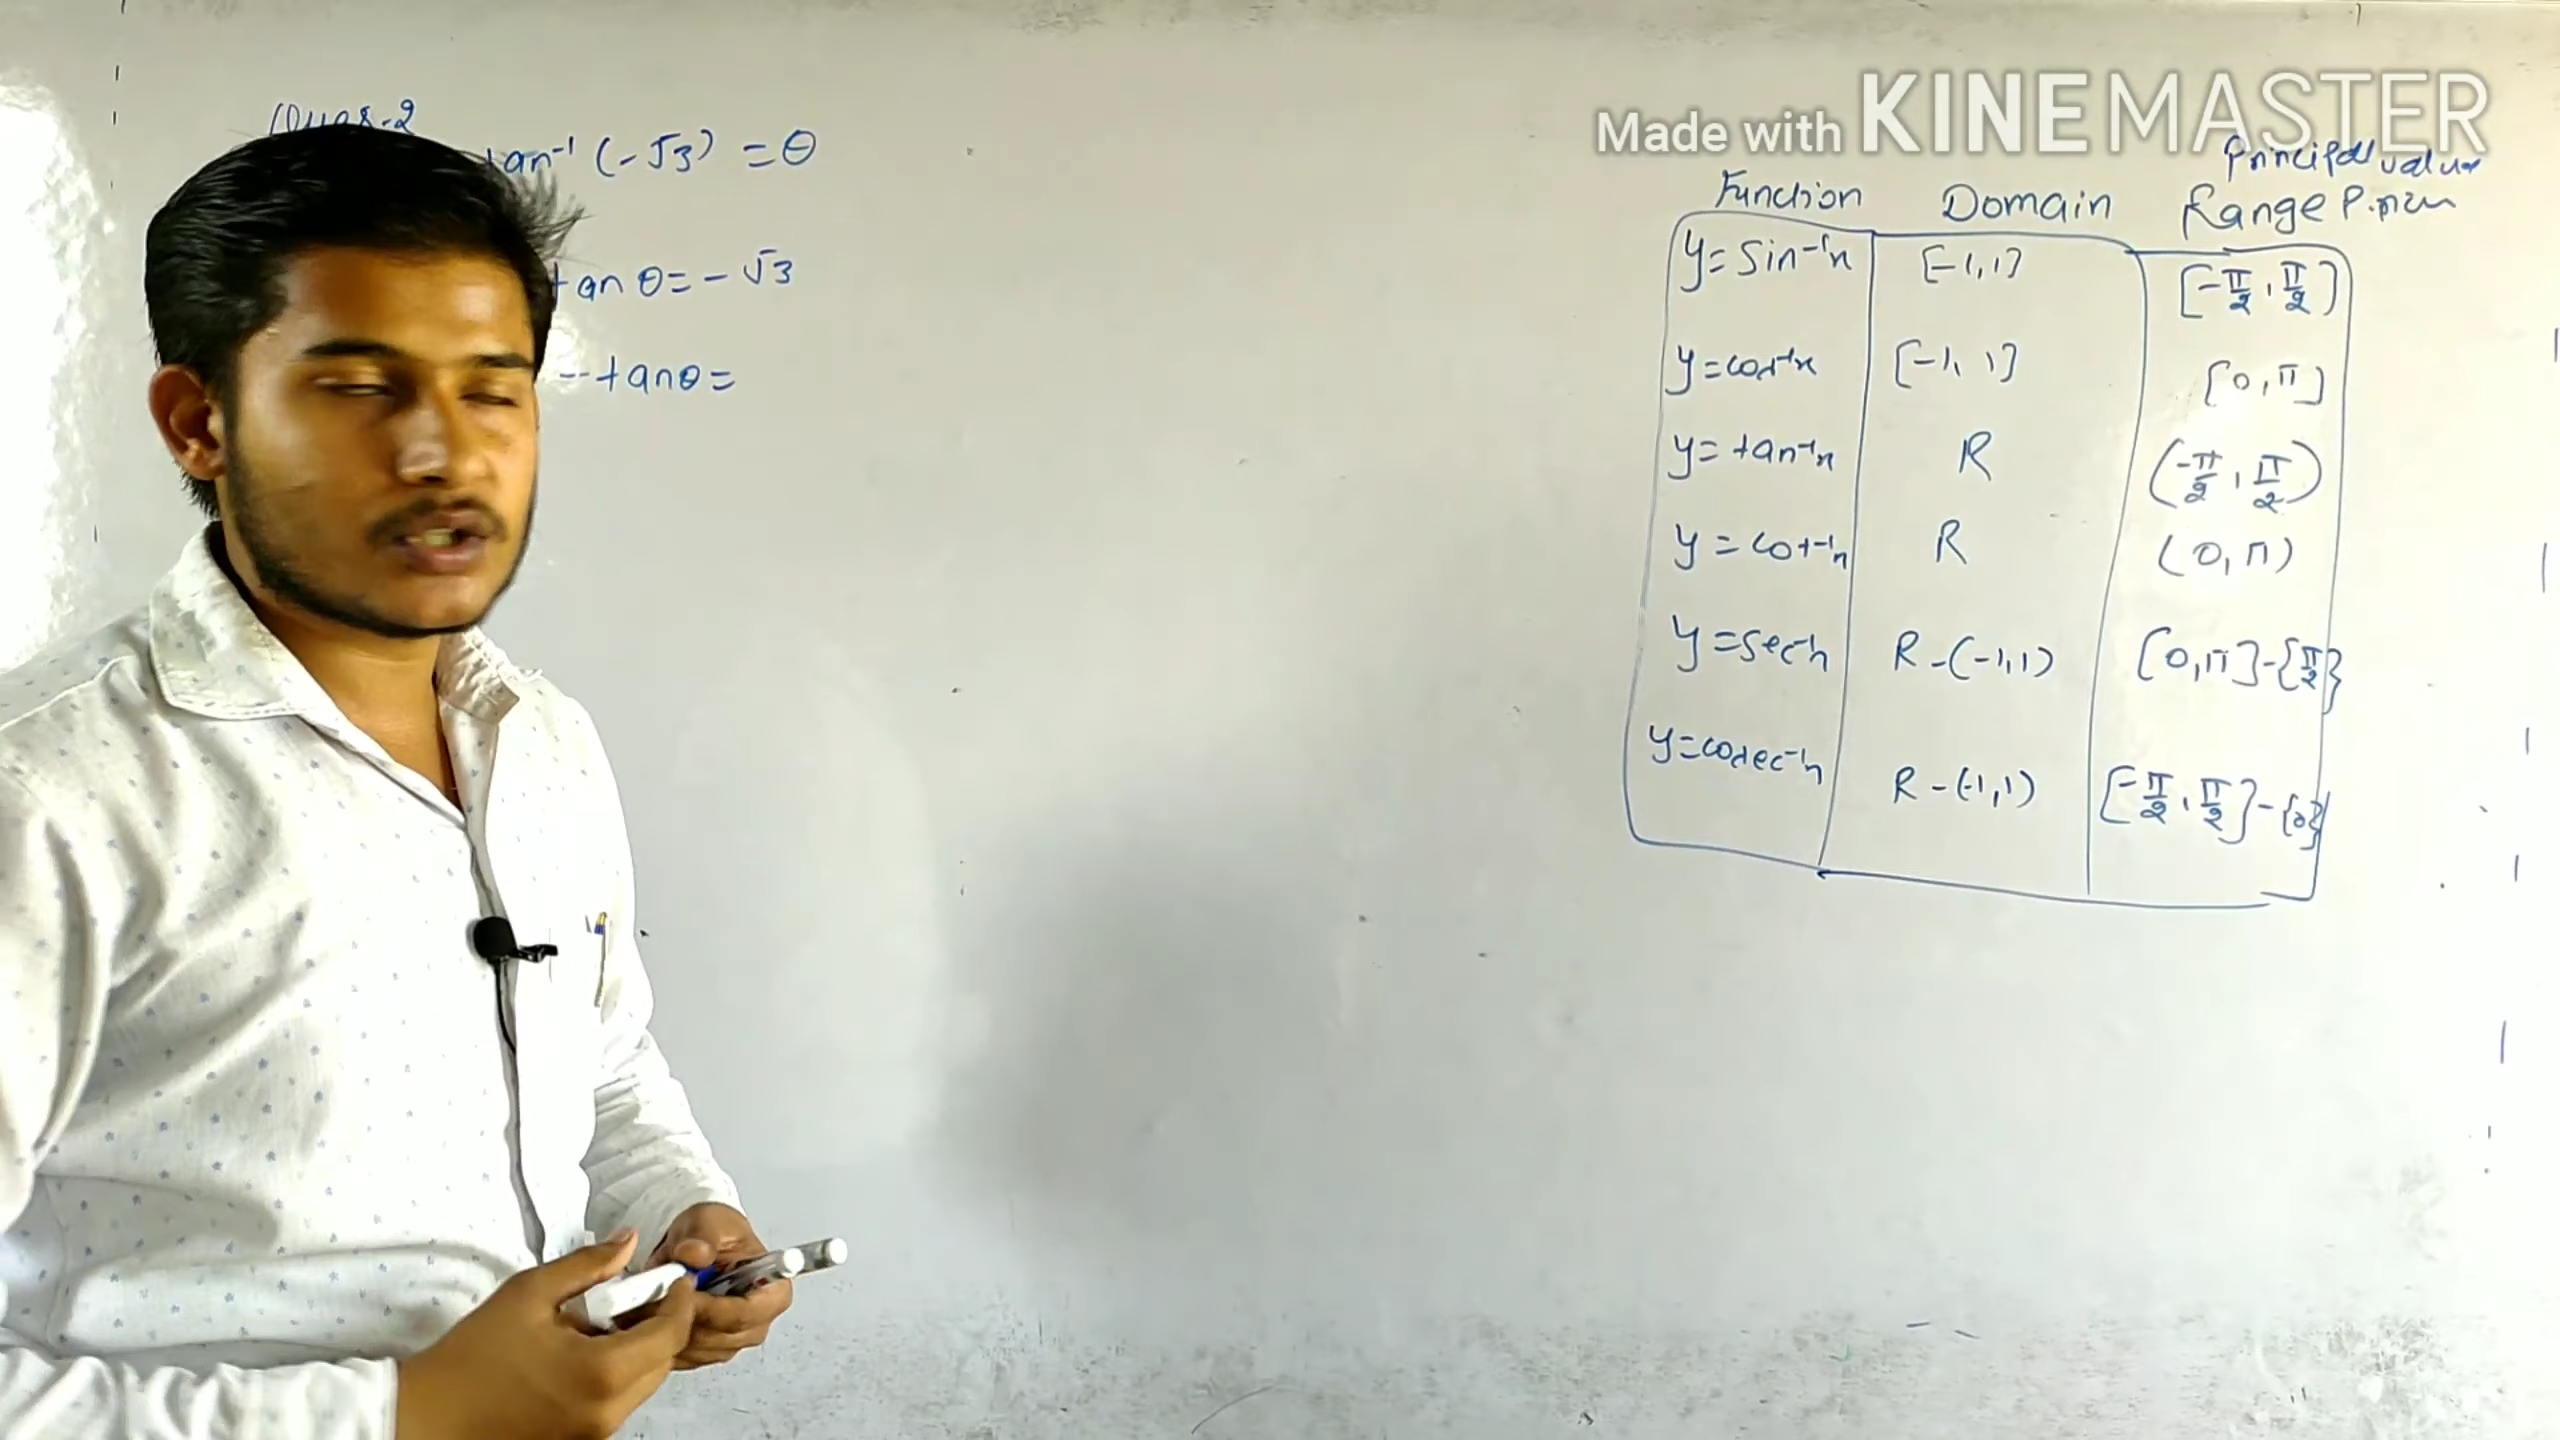 Ques-2
tan⁻¹ (-√3) = θ
tan θ = - √3
- tan θ =
Made with KINEMASTER
Principal value
Function Domain Range
y = Sin⁻¹x [-1, 1] [-π/2, π/2]
y = cos⁻¹x [-1, 1] [0, π]
y = tan⁻¹x R (-π/2, π/2)
y = cot⁻¹x R (0, π)
y = sec⁻¹x R - (-1, 1) [0, π] - {π/2}
y = cosec⁻¹x R - (-1, 1) [-π/2, π/2] - {0}